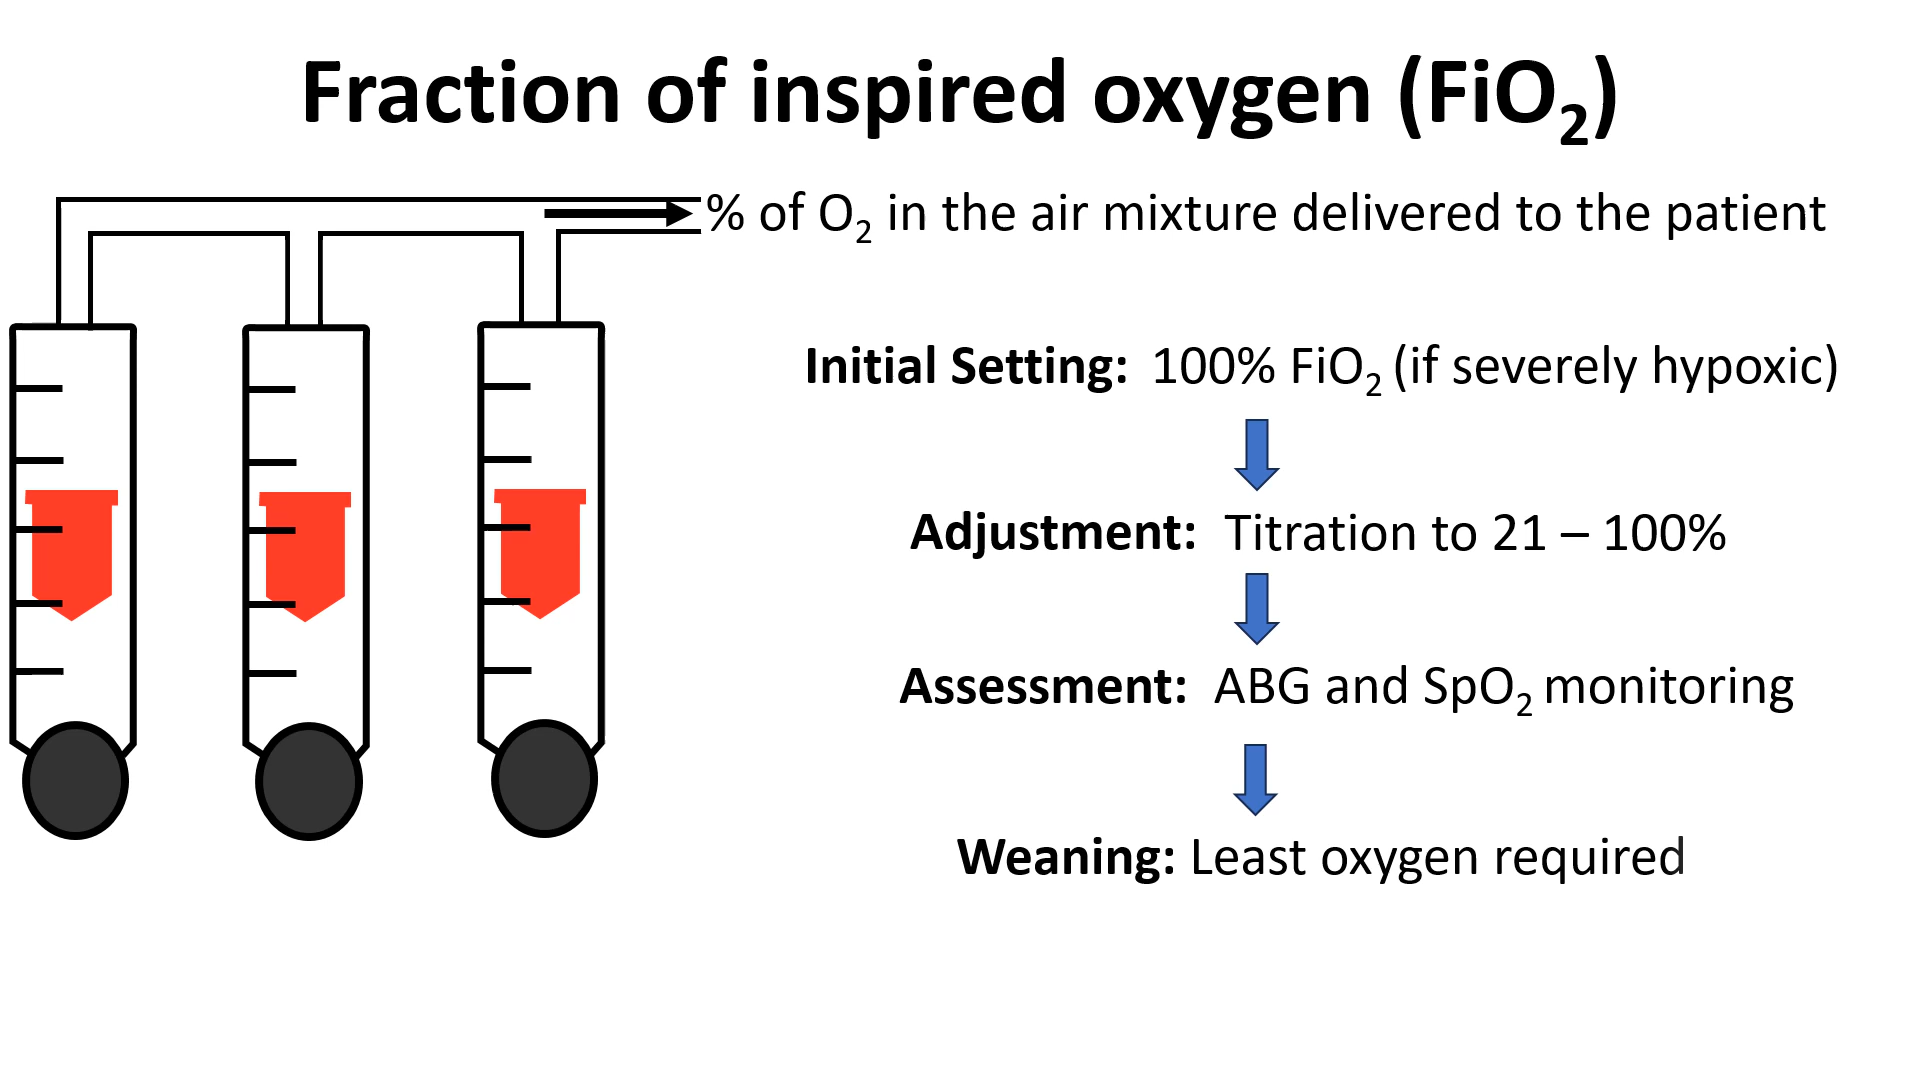 Fraction of inspired oxygen (FiO₂)
% of O₂ in the air mixture delivered to the patient
Initial Setting: 100% FiO₂ (if severely hypoxic)
Adjustment: Titration to 21 – 100%
Assessment: ABG and SpO₂ monitoring
Weaning: Least oxygen required